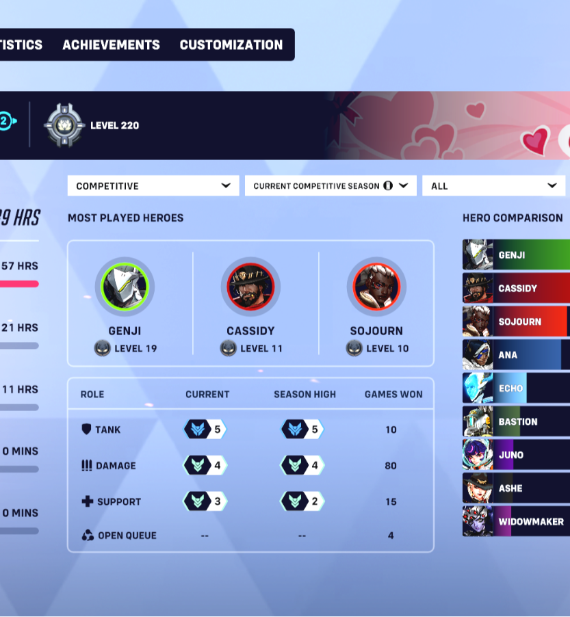 TISTICS ACHIEVEMENTS CUSTOMIZATION
2 LEVEL 220
COMPETITIVE CURRENT COMPETITIVE SEASON ALL
9 HRS MOST PLAYED HEROES HERO COMPARISON
57 HRS
21 HRS
11 HRS
0 MINS
0 MINS
GENJI CASSIDY SOJOURN
LEVEL 19 LEVEL 11 LEVEL 10
ROLE CURRENT SEASON HIGH GAMES WON
TANK 5 5 10
DAMAGE 4 4 80
SUPPORT 3 2 15
OPEN QUEUE -- -- 4
GENJI
CASSIDY
SOJOURN
ANA
ECHO
BASTION
JUNO
ASHE
WIDOWMAKER